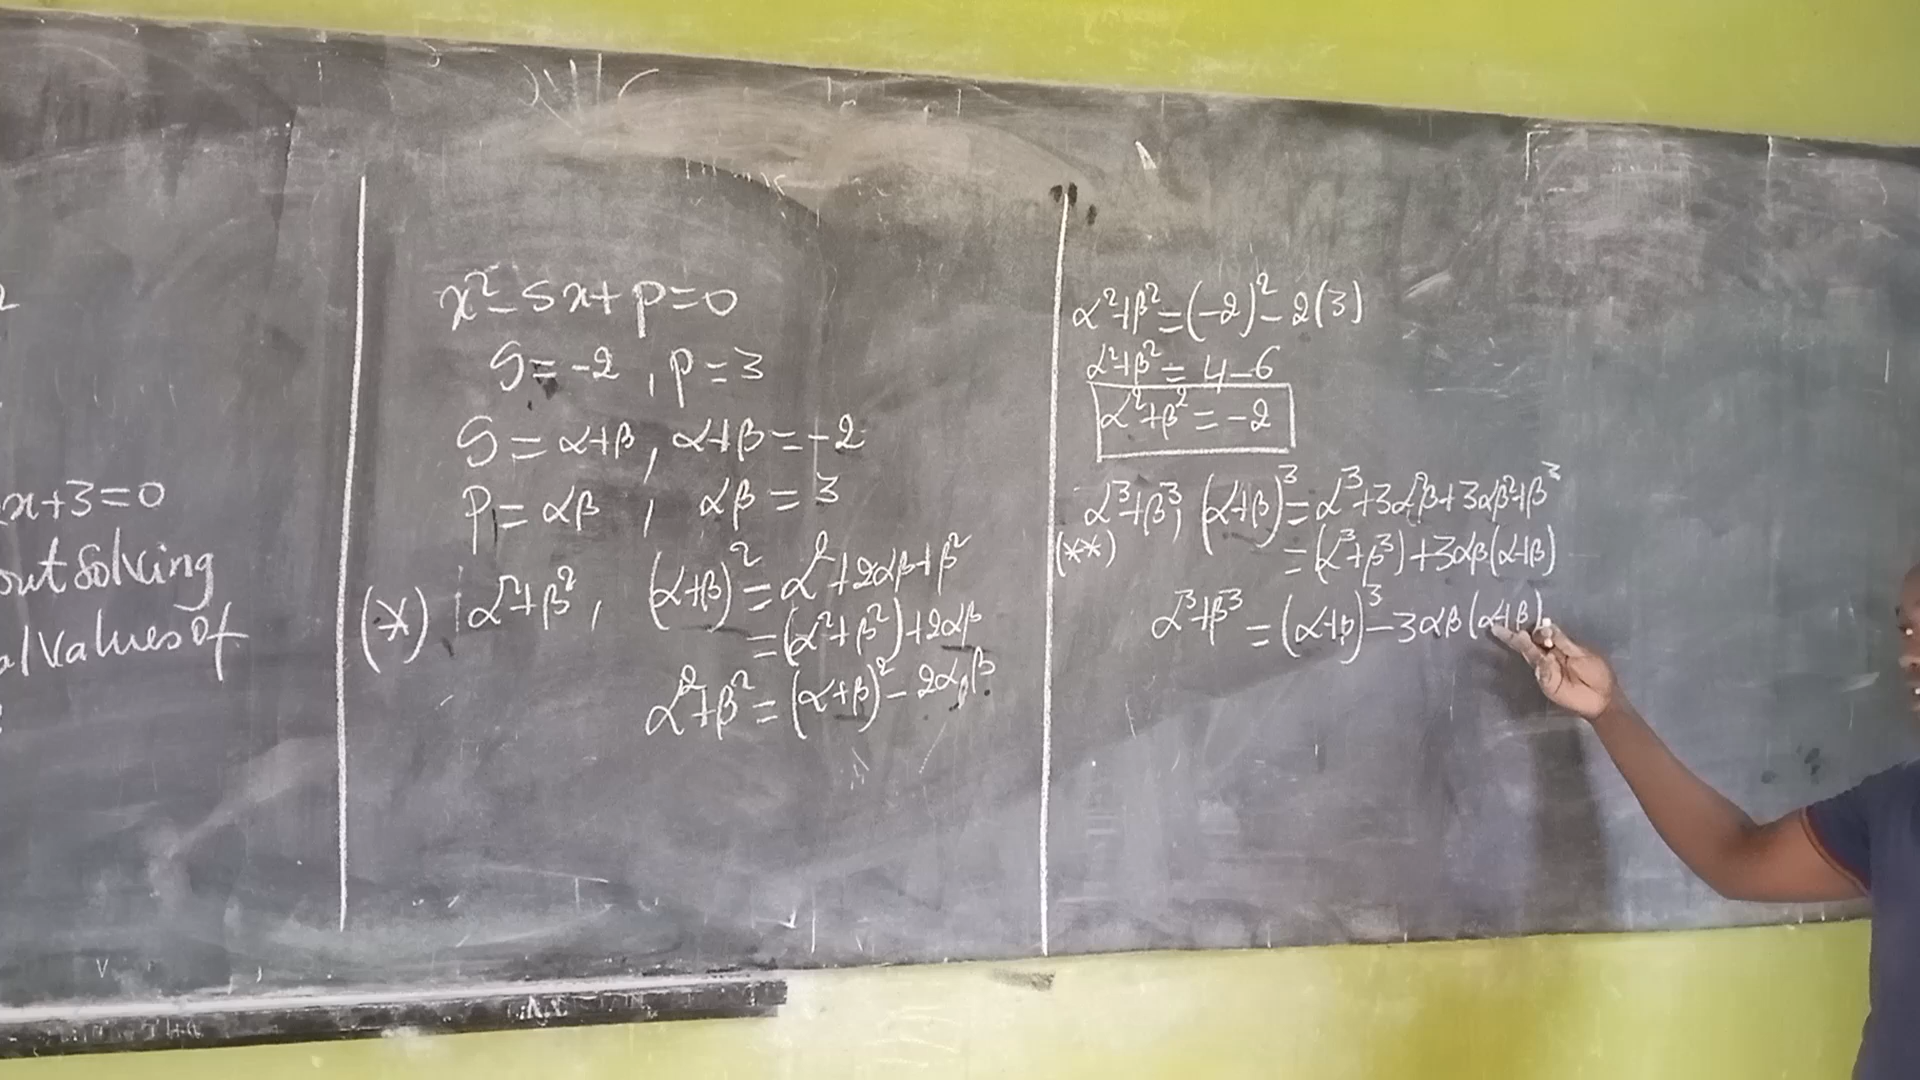 x+3=0
out Solving
al Values of
x²-Sx+P=0
S=-2, P=3
S=α+β, α+β=-2
P=αβ, αβ=3
(*) α²+β², (α+β)²=α²+2αβ+β²
=(α²+β²)+2αβ
α²+β²=(α+β)²-2αβ
α²+β²=(-2)²-2(3)
α²+β²=4-6
α²+β²=-2
α³+β³, (α+β)³=α³+3α²β+3αβ²+β³
(**) =(α³+β³)+3αβ(α+β)
α³+β³=(α+β)³-3αβ(α+β)